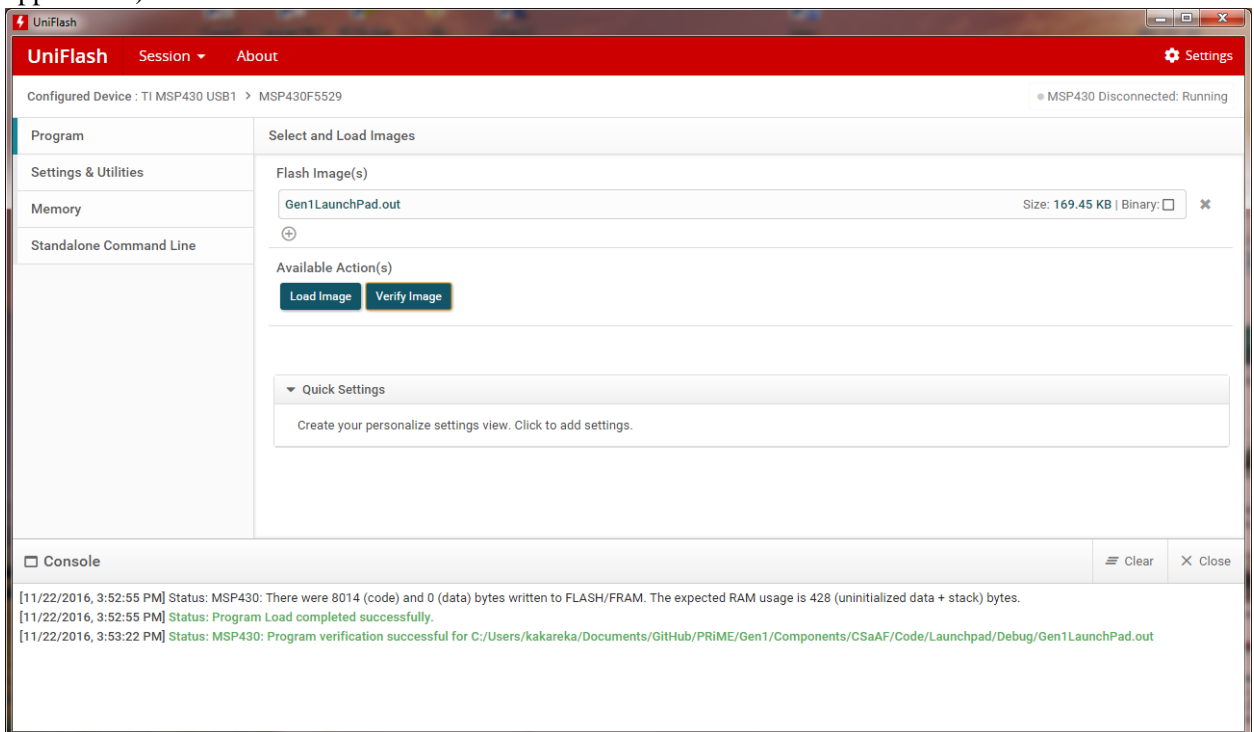 UniFlash
UniFlash Session About Settings
Configured Device : TI MSP430 USB1 > MSP430F5529 MSP430 Disconnected: Running
Program
Settings & Utilities
Memory
Standalone Command Line
Select and Load Images
Flash Image(s)
Gen1LaunchPad.out Size: 169.45 KB | Binary:
Available Action(s)
Load Image Verify Image
Quick Settings
Create your personalize settings view. Click to add settings.
Console Clear Close
[11/22/2016, 3:52:55 PM] Status: MSP430: There were 8014 (code) and 0 (data) bytes written to FLASH/FRAM. The expected RAM usage is 428 (uninitialized data + stack) bytes.
[11/22/2016, 3:52:55 PM] Status: Program Load completed successfully.
[11/22/2016, 3:53:22 PM] Status: MSP430: Program verification successful for C:/Users/kakareka/Documents/GitHub/PRiME/Gen1/Components/CSaAF/Code/Launchpad/Debug/Gen1LaunchPad.out